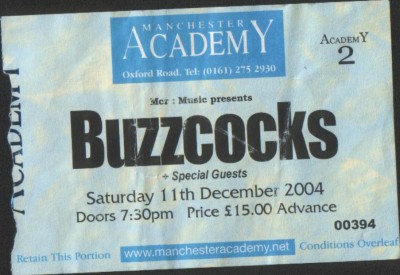 MANCHESTER
ACADEMY
Oxford Road, Tel: (0161) 275 2930
ACADEMY
2
ACADEMY
Mcr : Music presents
BUZZCOCKS
+ Special Guests
Saturday 11th December 2004
Doors 7:30pm Price £15.00 Advance
00394
Retain This Portion www.manchesteracademy.net Conditions Overleaf